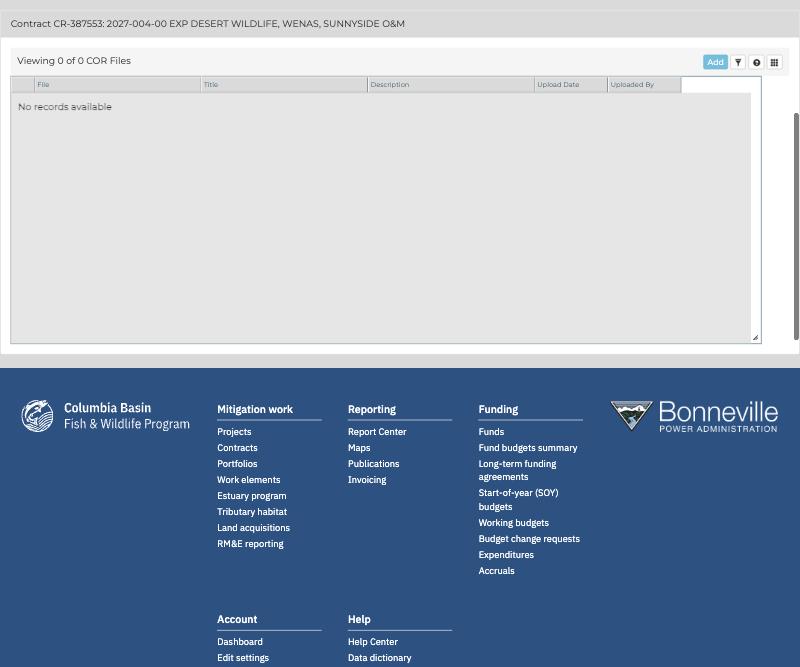 Contract CR-387553: 2027-004-00 EXP DESERT WILDLIFE, WENAS, SUNNYSIDE O&M
Viewing 0 of 0 COR Files
Add
File Title Description Upload Date Uploaded By
No records available
Columbia Basin
Fish & Wildlife Program
Mitigation work
Projects
Contracts
Portfolios
Work elements
Estuary program
Tributary habitat
Land acquisitions
RM&E reporting
Reporting
Report Center
Maps
Publications
Invoicing
Funding
Funds
Fund budgets summary
Long-term funding
agreements
Start-of-year (SOY)
budgets
Working budgets
Budget change requests
Expenditures
Accruals
Bonneville
POWER ADMINISTRATION
Account
Dashboard
Edit settings
Help
Help Center
Data dictionary